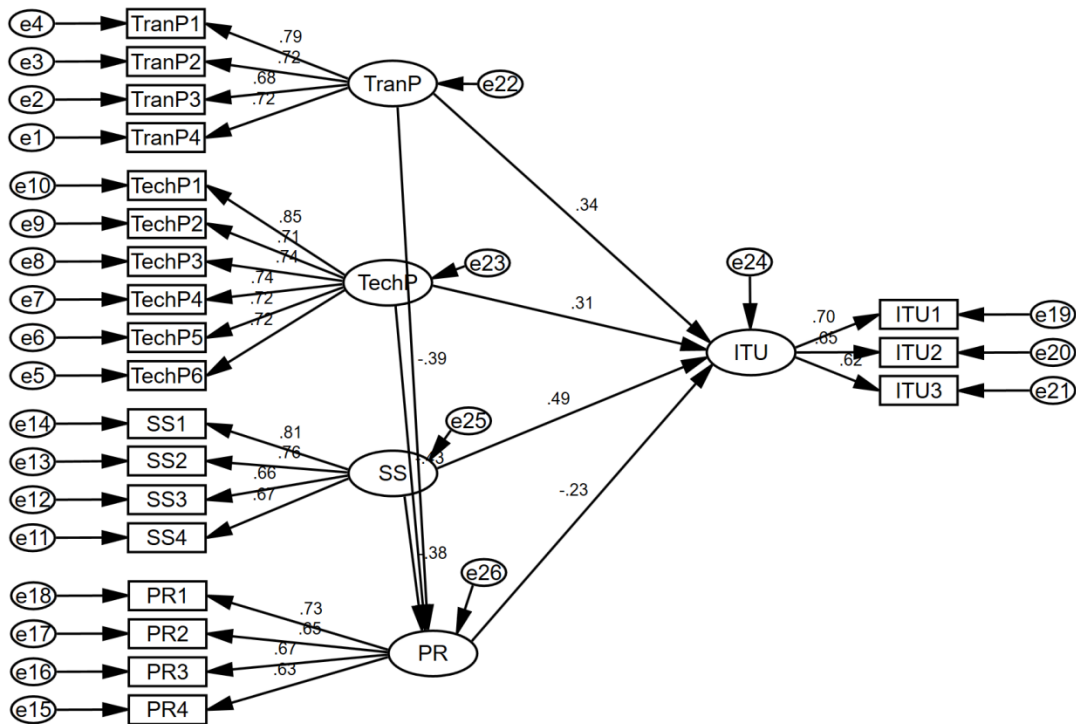 e4 TranP1
.79
e3 TranP2
.72
e2 TranP3
.68
e1 TranP4
.72
TranP
e22
e10 TechP1
.85
e9 TechP2
.71
e8 TechP3
.74
e7 TechP4
.74
e6 TechP5
.72
e5 TechP6
.72
TechP
e23
e14 SS1
.81
e13 SS2
.76
e12 SS3
.66
e11 SS4
.67
SS
e25
e18 PR1
.73
e17 PR2
.65
e16 PR3
.67
e15 PR4
.63
PR
e26
.34
.31
-.39
.49
-.38
-.23
e24
ITU
.70
ITU1 e19
.65
ITU2 e20
.62
ITU3 e21